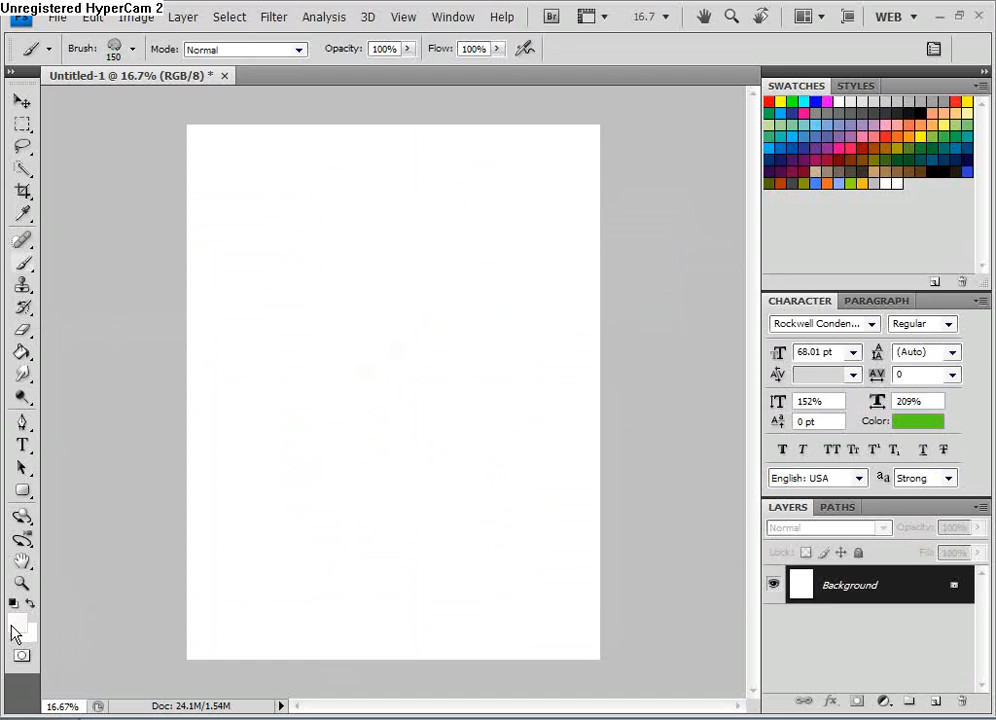 Unregistered HyperCam 2
Ps File Edit Image Layer Select Filter Analysis 3D View Window Help Br 16.7 WEB
Brush: 150 Mode: Normal Opacity: 100% Flow: 100%
Untitled-1 @ 16.7% (RGB/8) *
SWATCHES STYLES
CHARACTER PARAGRAPH
Rockwell Conden... Regular
68.01 pt (Auto)
0
152% 209%
0 pt Color:
T T TT Tr T¹ T₁ T T
English: USA aa Strong
LAYERS PATHS
Normal Opacity: 100%
Lock: Fill: 100%
Background
16.67% Doc: 24.1M/1.54M